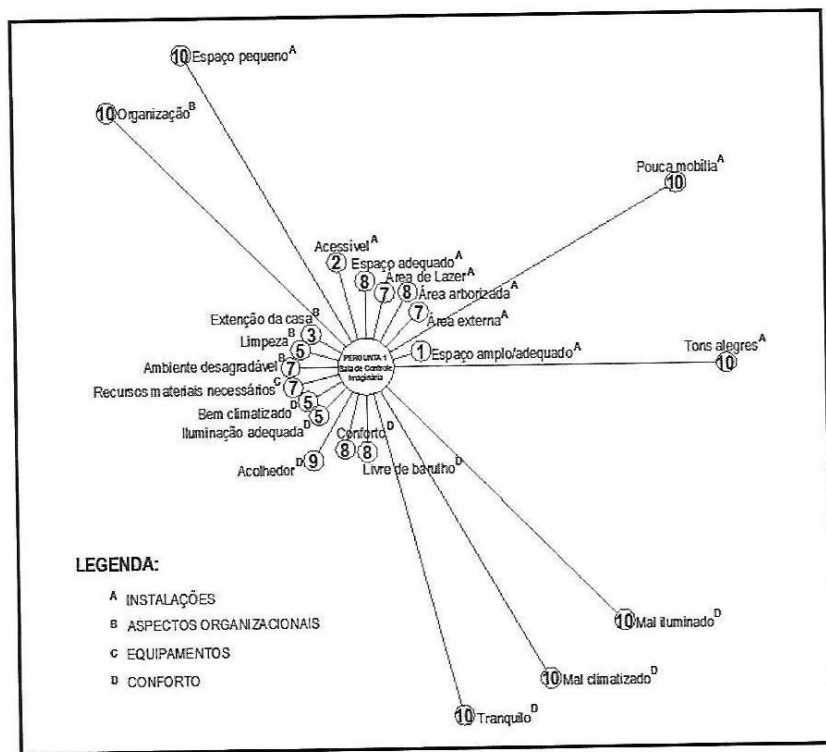 10 Espaço pequeno A
10 Organização B
Pouca mobília A
10
Acessível A
2
Espaço adequado A
8
Área de Lazer A
7
8 Área arborizada A
7
Área externa A
Extenção da casa B
3
Limpeza B
5
PERGUNTA 1
Sala de Controle
Imaginária
1 Espaço amplo/adequado A
Tons alegres A
10
Ambiente desagradável B
7
Recursos materiais necessários C
7
Bem climatizado D
5
Iluminação adequada D
5
Conforto D
8
8
Livre de barulho D
Acolhedor D
9
LEGENDA:
A INSTALAÇÕES
B ASPECTOS ORGANIZACIONAIS
C EQUIPAMENTOS
D CONFORTO
10 Mal iluminado D
10 Mal climatizado D
10 Tranquilo D